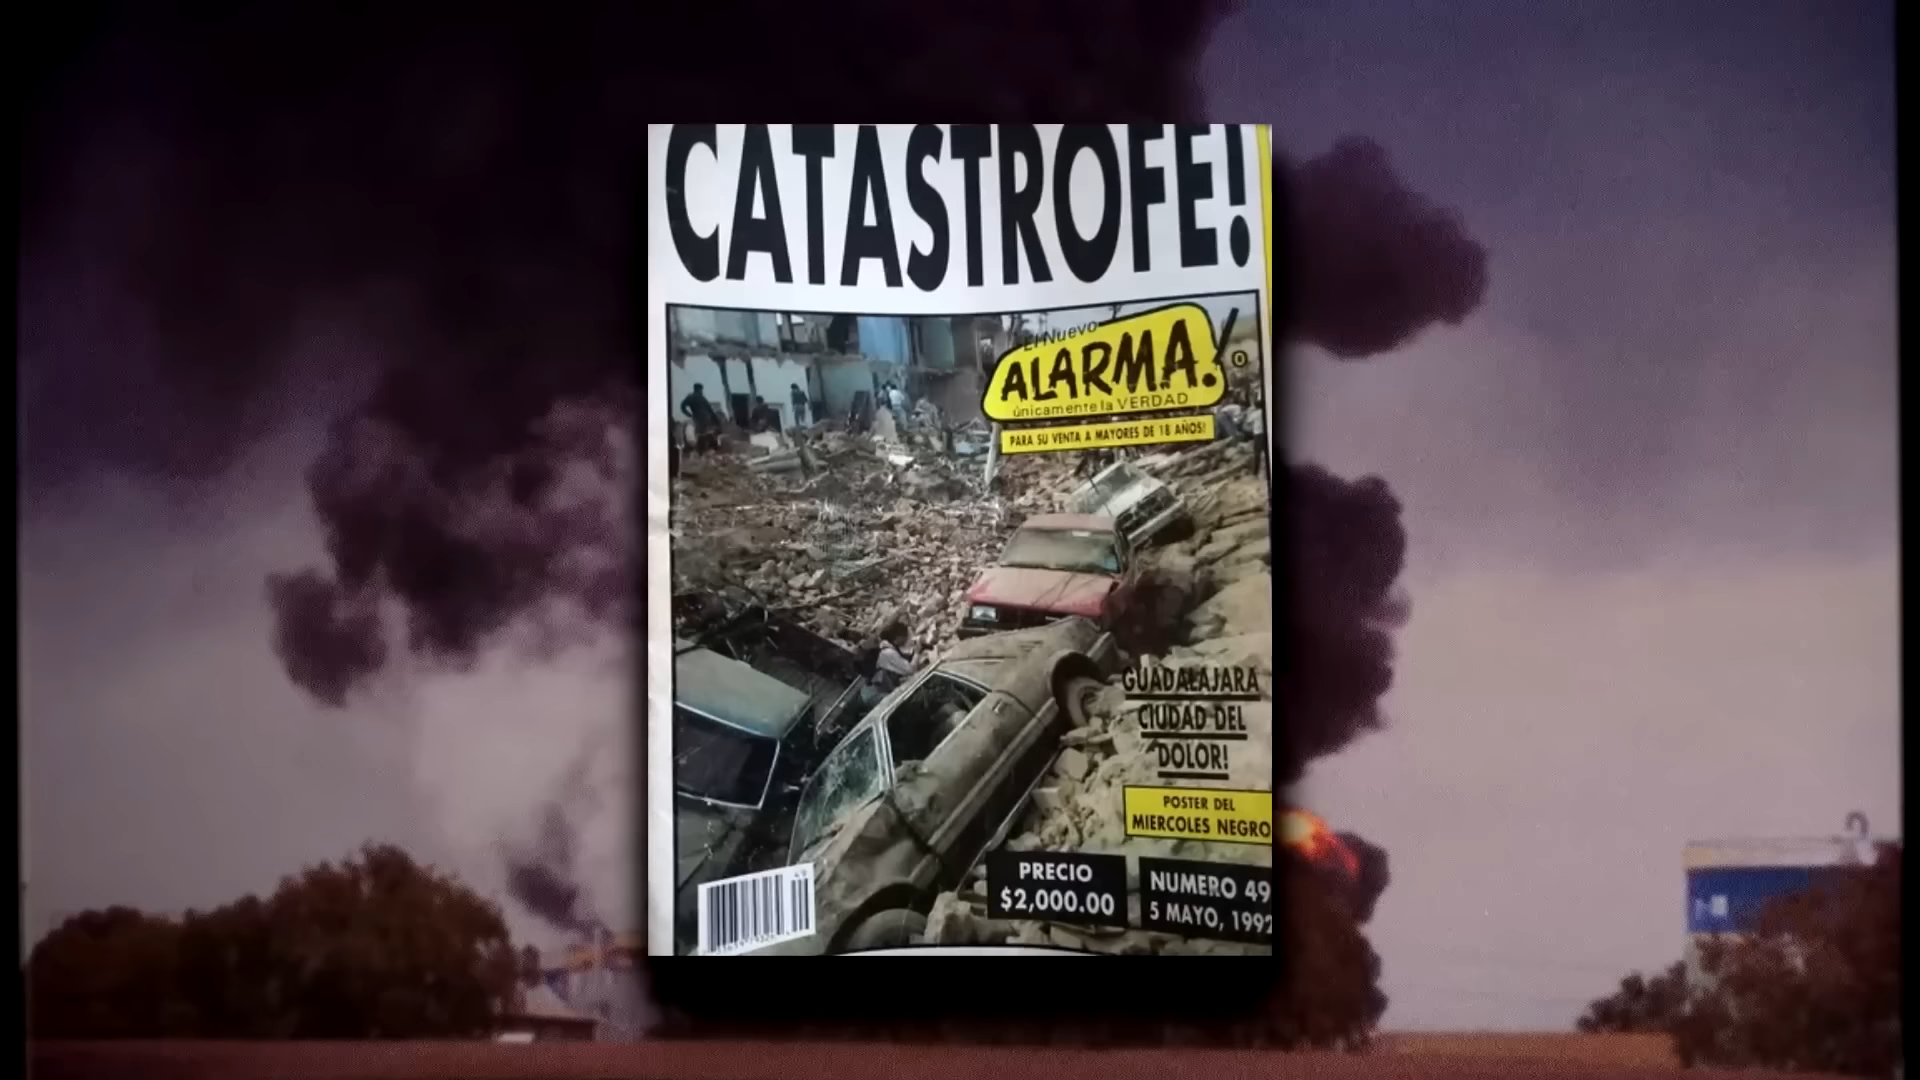 CATASTROFE!
El Nuevo
ALARMA!
únicamente la VERDAD
PARA SU VENTA A MAYORES DE 18 AÑOS!
GUADALAJARA
CIUDAD DEL
DOLOR!
POSTER DEL
MIERCOLES NEGRO
PRECIO
$2,000.00
NUMERO 49
5 MAYO, 1992
49